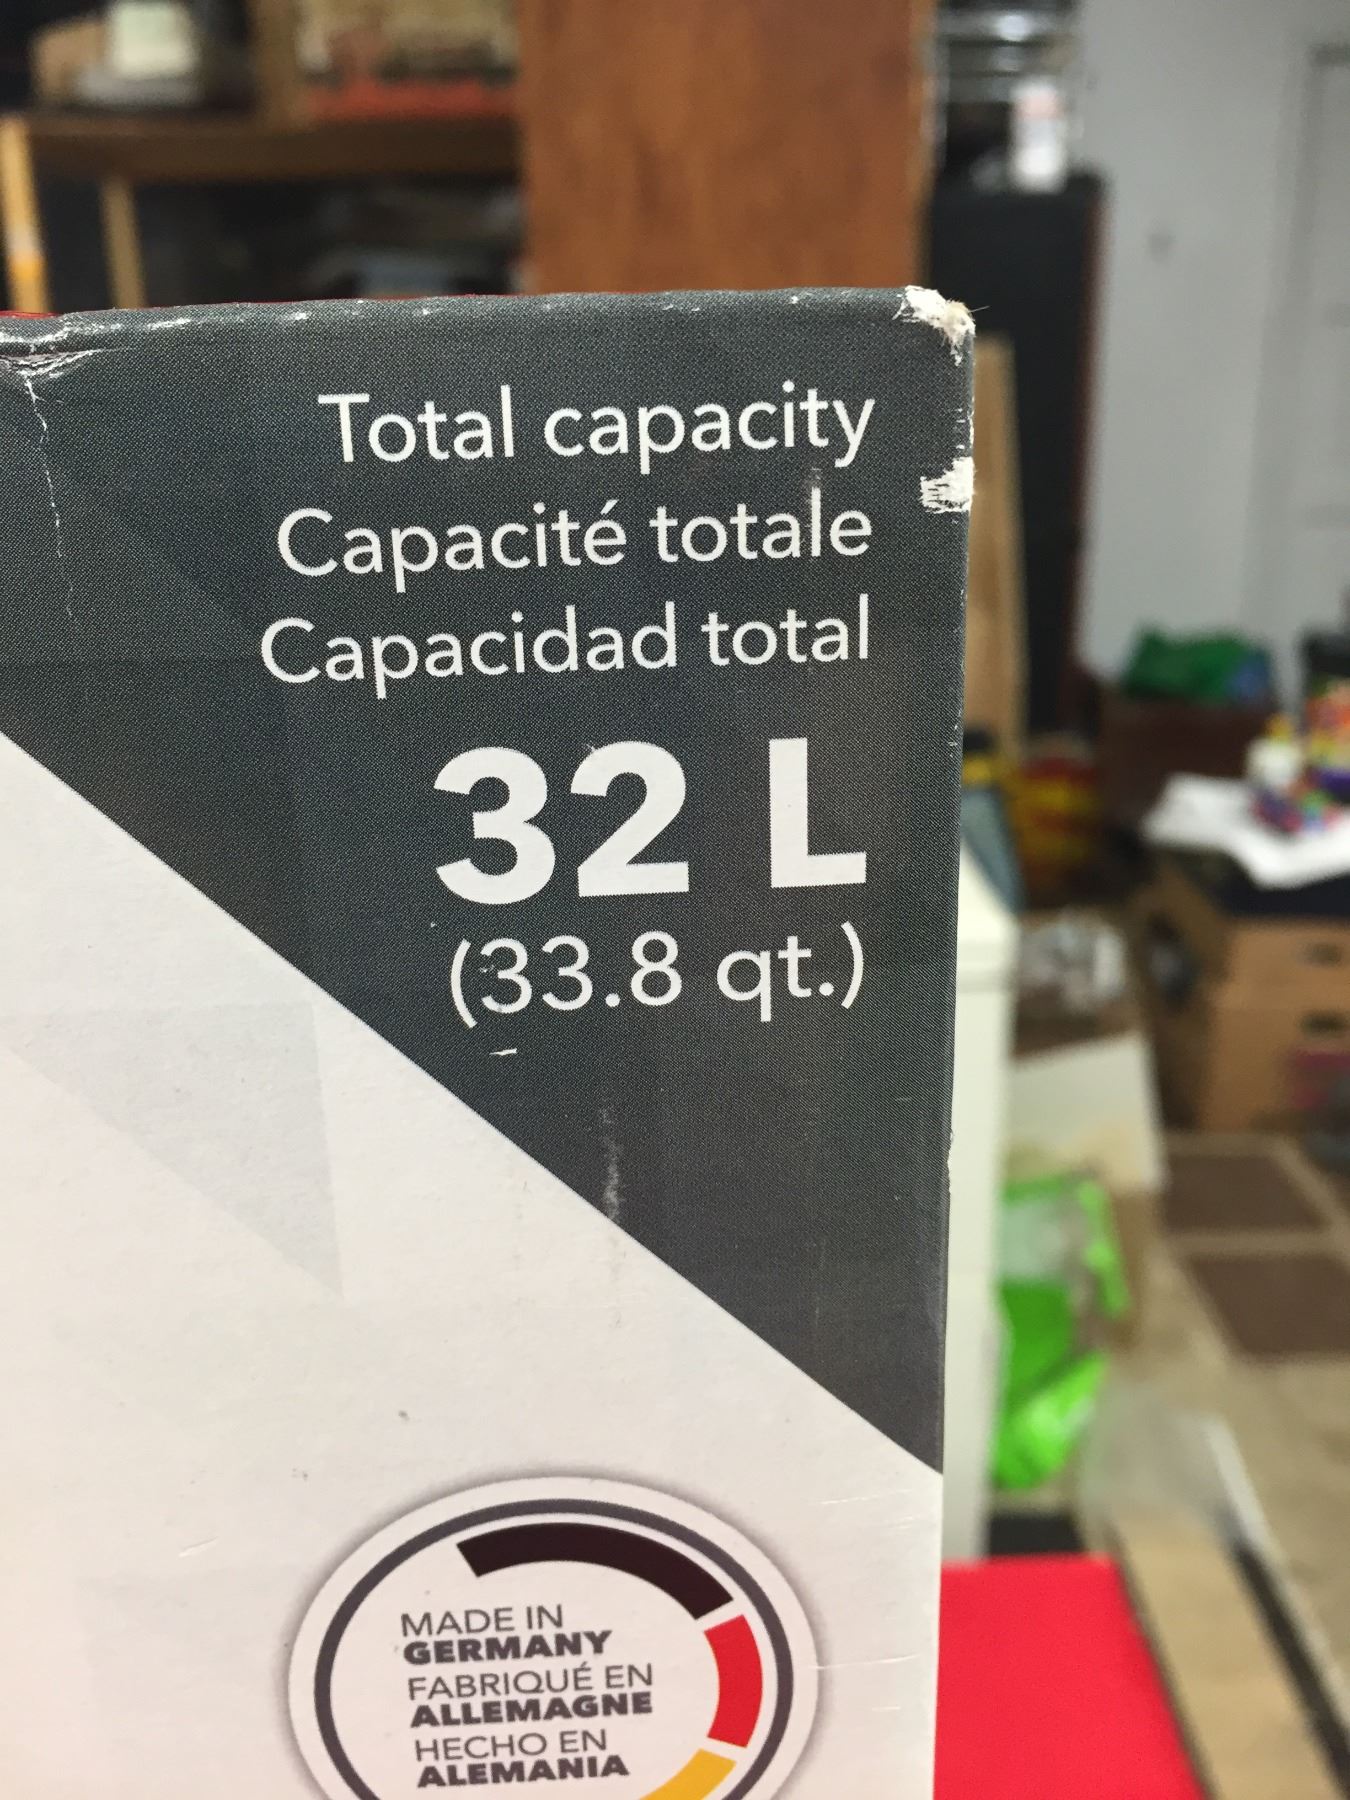 Total capacity
Capacité totale
Capacidad total
32 L
(33.8 qt.)
MADE IN
GERMANY
FABRIQUÉ EN
ALLEMAGNE
HECHO EN
ALEMANIA